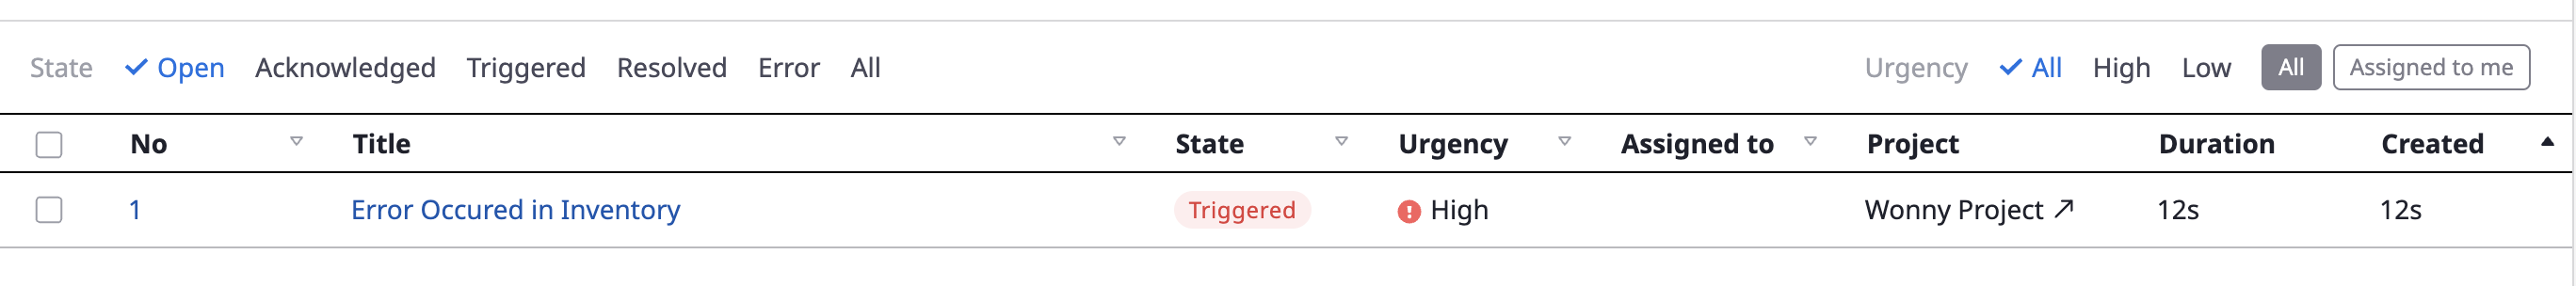 State Open Acknowledged Triggered Resolved Error All Urgency All High Low All Assigned to me
No Title State Urgency Assigned to Project Duration Created
1 Error Occured in Inventory Triggered High Wonny Project 12s 12s